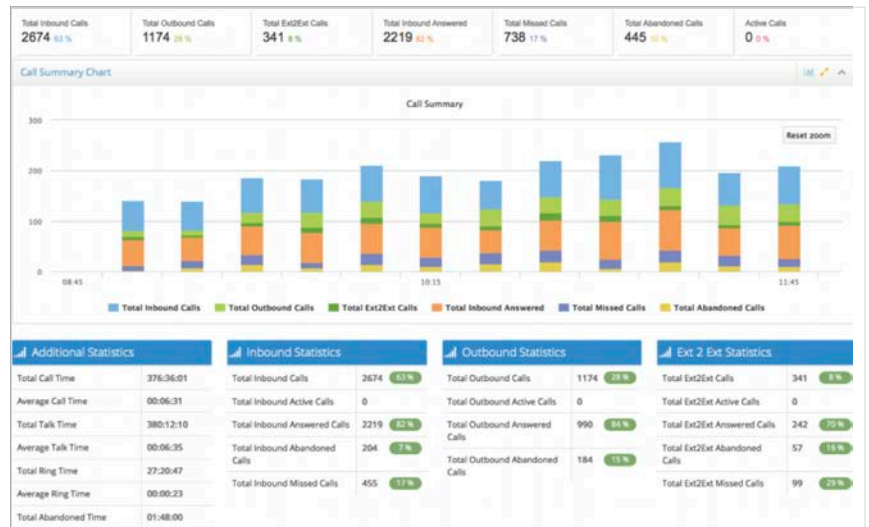 Total Inbound Calls
2674 63 %
Total Outbound Calls
1174 28 %
Total Ext2Ext Calls
341 8 %
Total Inbound Answered
2219 82 %
Total Missed Calls
738 17 %
Total Abandoned Calls
445
Active Calls
0 0 %
Call Summary Chart
Call Summary
Reset zoom
300
200
100
0
08:45
10:15
11:45
Total Inbound Calls
Total Outbound Calls
Total Ext2Ext Calls
Total Inbound Answered
Total Missed Calls
Total Abandoned Calls
Additional Statistics
Total Call Time 376:36:01
Average Call Time 00:06:31
Total Talk Time 380:12:10
Average Talk Time 00:06:35
Total Ring Time 27:20:47
Average Ring Time 00:00:23
Total Abandoned Time 01:48:00
Inbound Statistics
Total Inbound Calls 2674 63 %
Total Inbound Active Calls 0
Total Inbound Answered Calls 2219 82 %
Total Inbound Abandoned 204 7 %
Calls
Total Inbound Missed Calls 455 17 %
Outbound Statistics
Total Outbound Calls 1174 28 %
Total Outbound Active Calls 0
Total Outbound Answered 990 84 %
Calls
Total Outbound Abandoned 184 15 %
Calls
Ext 2 Ext Statistics
Total Ext2Ext Calls 341 8 %
Total Ext2Ext Active Calls 0
Total Ext2Ext Answered Calls 242 70 %
Total Ext2Ext Abandoned 57 16 %
Calls
Total Ext2Ext Missed Calls 99 29 %